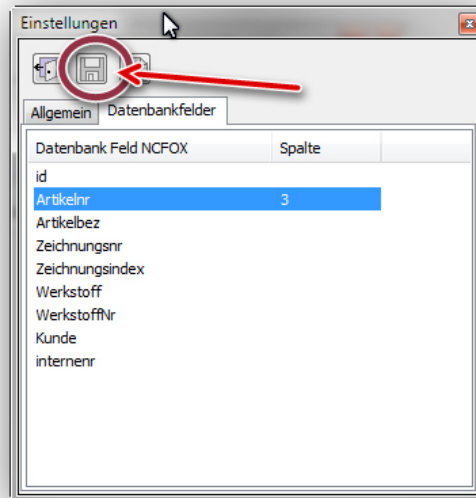 Einstellungen
Allgemein Datenbankfelder
Datenbank Feld NCFOX Spalte
id
Artikelnr 3
Artikelbez
Zeichnungsnr
Zeichnungsindex
Werkstoff
WerkstoffNr
Kunde
internenr